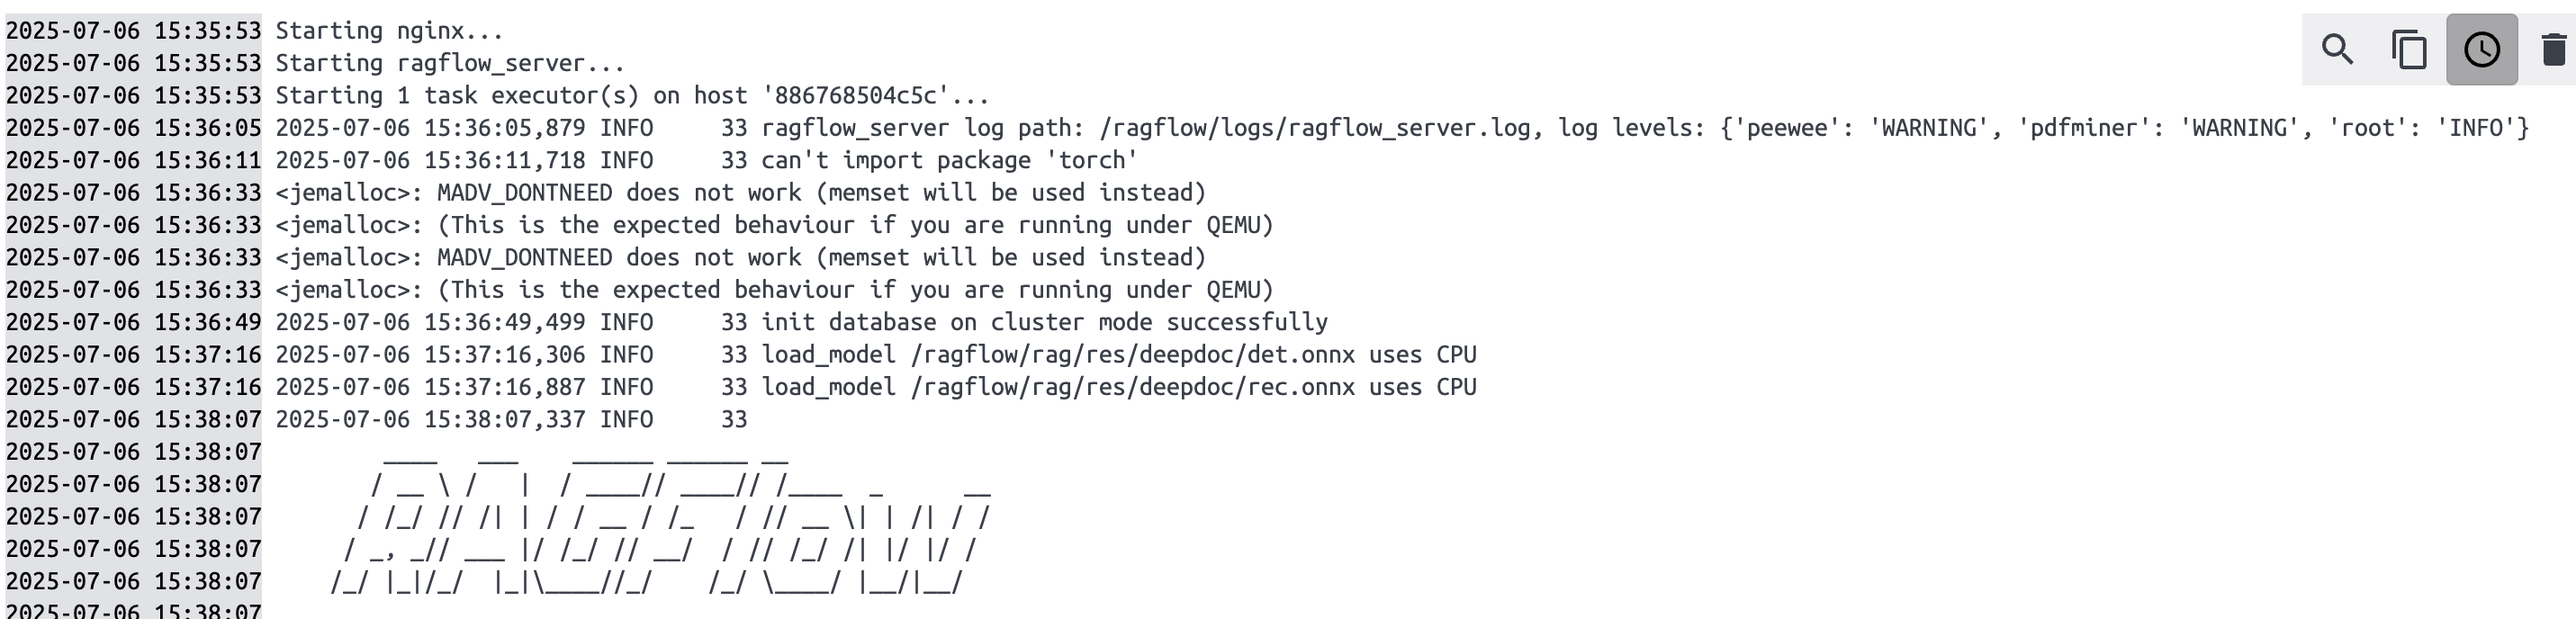 2025-07-06 15:35:53 Starting nginx...
2025-07-06 15:35:53 Starting ragflow_server...
2025-07-06 15:35:53 Starting 1 task executor(s) on host '886768504c5c'...
2025-07-06 15:36:05 2025-07-06 15:36:05,879 INFO     33 ragflow_server log path: /ragflow/logs/ragflow_server.log, log levels: {'peewee': 'WARNING', 'pdfminer': 'WARNING', 'root': 'INFO'}
2025-07-06 15:36:11 2025-07-06 15:36:11,718 INFO     33 can't import package 'torch'
2025-07-06 15:36:33 <jemalloc>: MADV_DONTNEED does not work (memset will be used instead)
2025-07-06 15:36:33 <jemalloc>: (This is the expected behaviour if you are running under QEMU)
2025-07-06 15:36:33 <jemalloc>: MADV_DONTNEED does not work (memset will be used instead)
2025-07-06 15:36:33 <jemalloc>: (This is the expected behaviour if you are running under QEMU)
2025-07-06 15:36:49 2025-07-06 15:36:49,499 INFO     33 init database on cluster mode successfully
2025-07-06 15:37:16 2025-07-06 15:37:16,306 INFO     33 load_model /ragflow/rag/res/deepdoc/det.onnx uses CPU
2025-07-06 15:37:16 2025-07-06 15:37:16,887 INFO     33 load_model /ragflow/rag/res/deepdoc/rec.onnx uses CPU
2025-07-06 15:38:07 2025-07-06 15:38:07,337 INFO     33
2025-07-06 15:38:07         ____   ___    ______ ______ __
2025-07-06 15:38:07        / __ \ /   |  / ____// ____// /____  _      __
2025-07-06 15:38:07       / /_/ // /| | / / __ / /_   / // __ \| | /| / /
2025-07-06 15:38:07      / _, _// ___ |/ /_/ // __/  / // /_/ /| |/ |/ /
2025-07-06 15:38:07     /_/ |_|/_/  |_|\____//_/    /_/ \____/ |__/|__/
2025-07-06 15:38:07